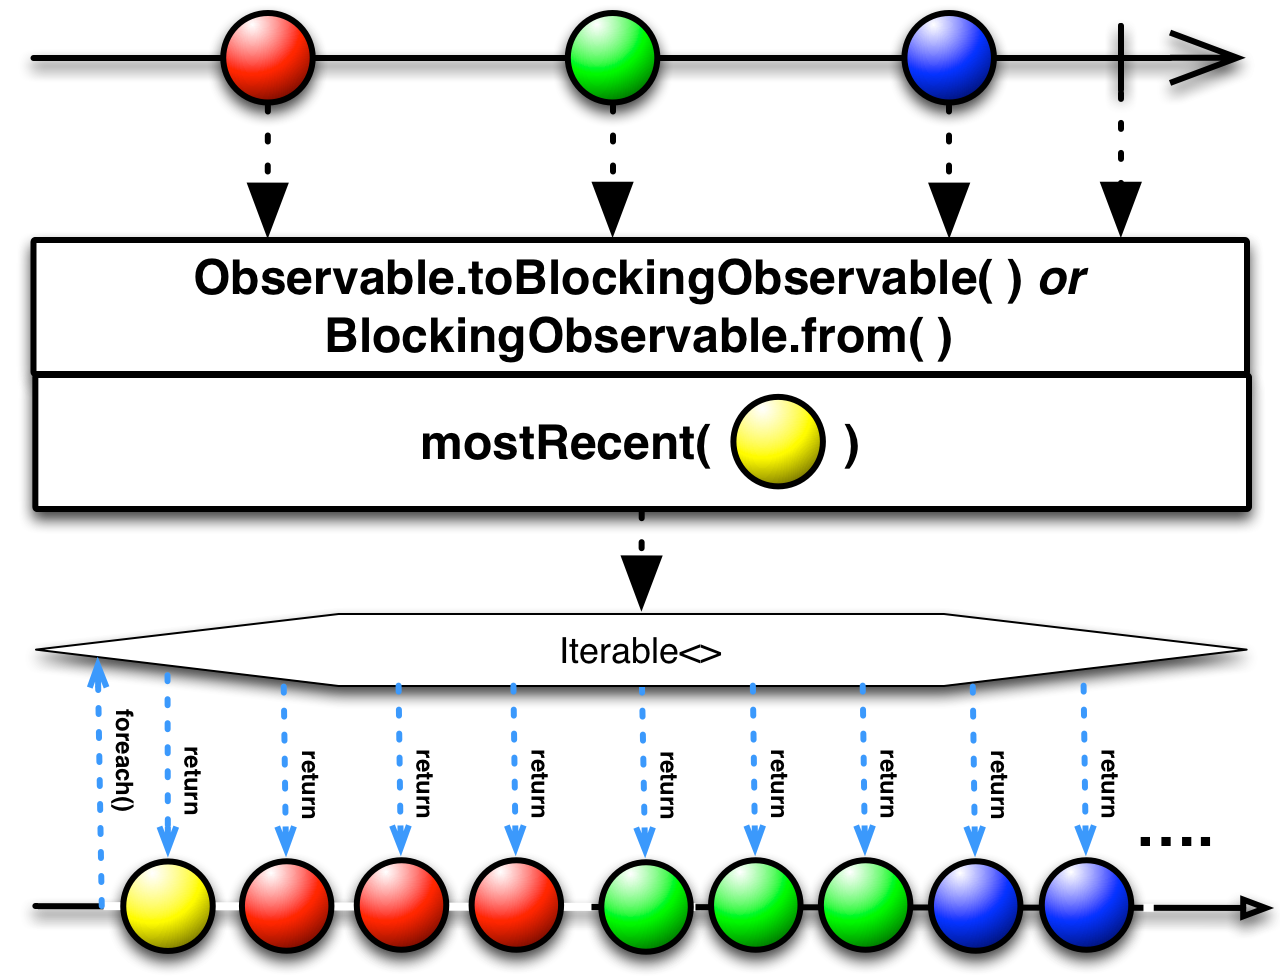 Observable.toBlockingObservable( ) or
BlockingObservable.from( )
mostRecent( )
Iterable<>
foreach()
return
return
return
return
return
return
return
return
return